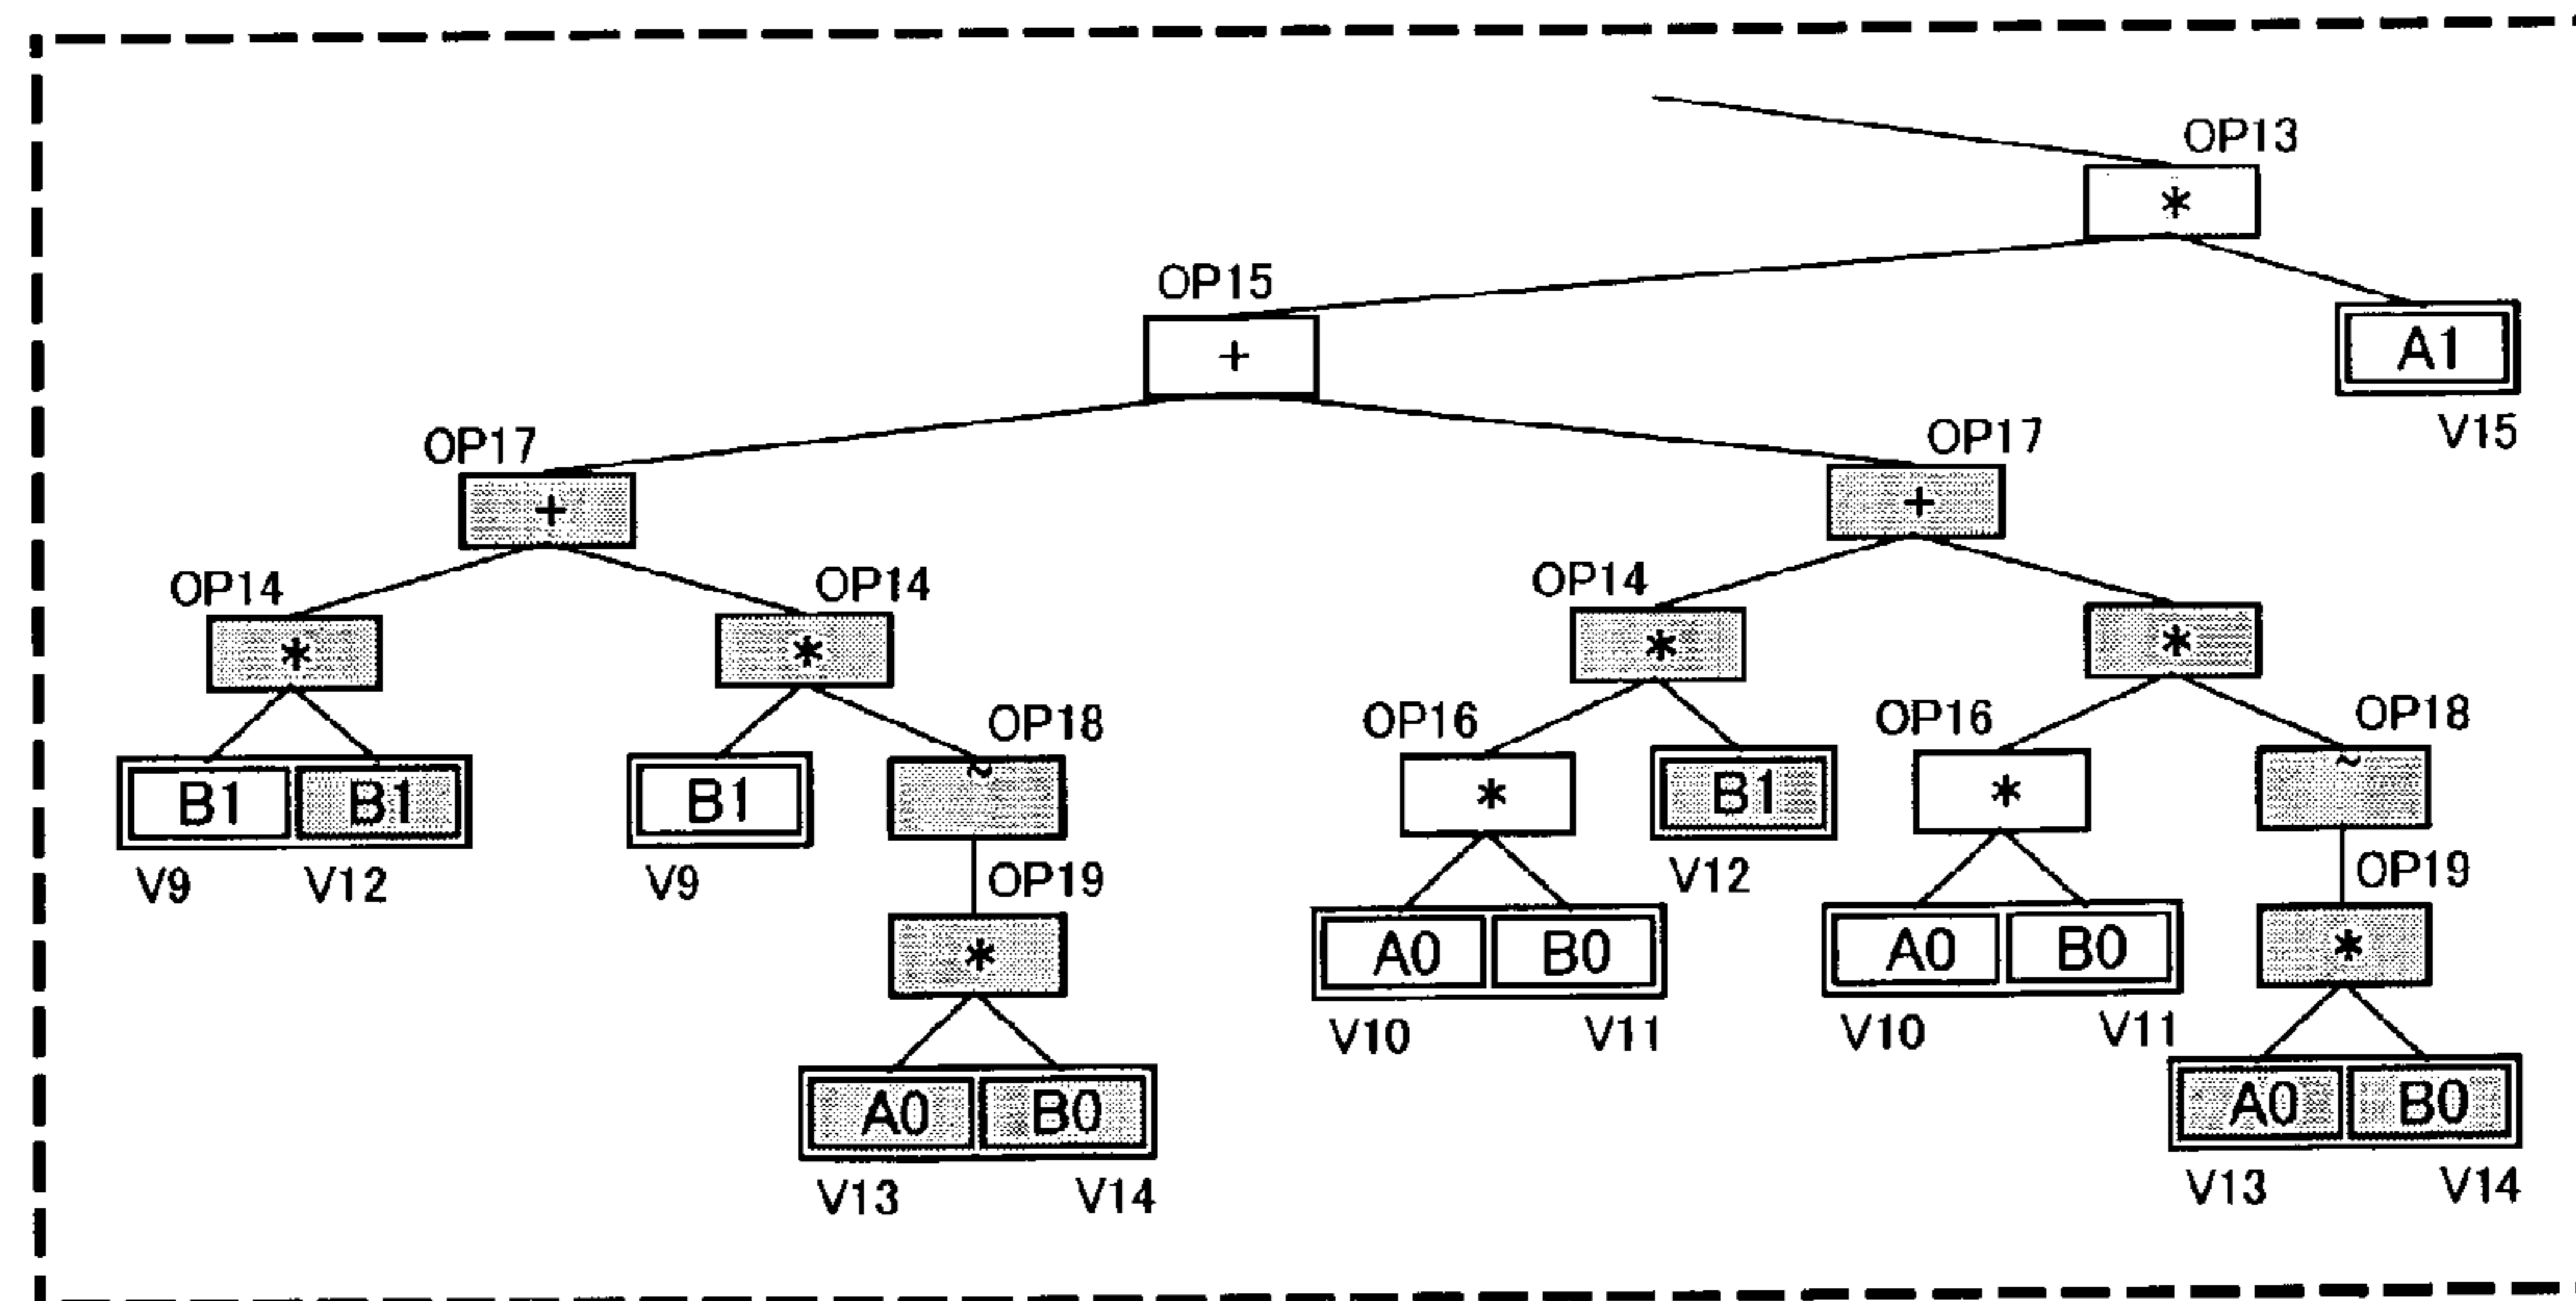 OP13
*
OP15
+
A1
V15
OP17 OP17
+ +
OP14 OP14 OP14
* * * *
OP16 OP16 OP18 OP18
~ ~
B1 B1 B1 * B1 *
V9 V12 V9 OP19 V12 OP19
* A0 B0 A0 B0 *
V10 V11 V10 V11
A0 B0 A0 B0
V13 V14 V13 V14